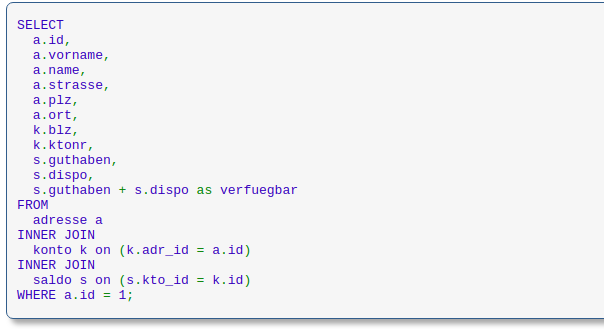 SELECT
  a.id,
  a.vorname,
  a.name,
  a.strasse,
  a.plz,
  a.ort,
  k.blz,
  k.ktonr,
  s.guthaben,
  s.dispo,
  s.guthaben + s.dispo as verfuegbar
FROM
  adresse a
INNER JOIN
  konto k on (k.adr_id = a.id)
INNER JOIN
  saldo s on (s.kto_id = k.id)
WHERE a.id = 1;